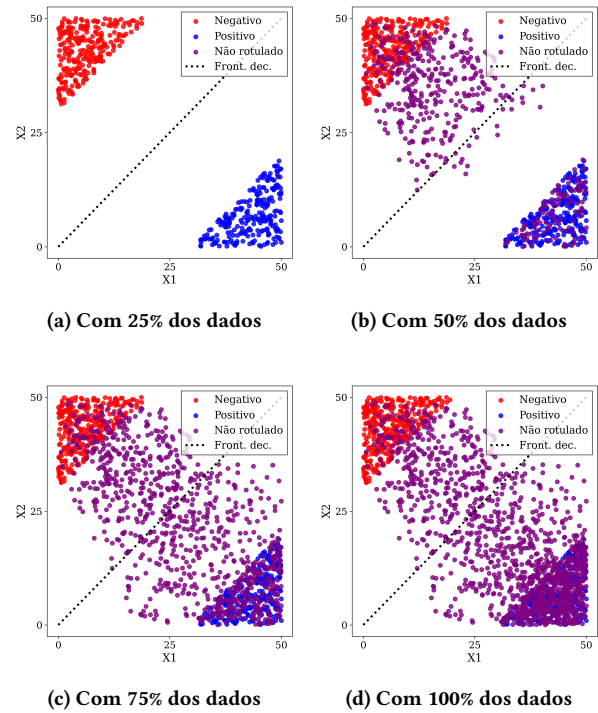 50
25
0
X2
0
25
50
X1
Negativo
Positivo
Não rotulado
Front. dec.
(a) Com 25% dos dados
50
25
0
X2
0
25
50
X1
Negativo
Positivo
Não rotulado
Front. dec.
(b) Com 50% dos dados
50
25
0
X2
0
25
50
X1
Negativo
Positivo
Não rotulado
Front. dec.
(c) Com 75% dos dados
50
25
0
X2
0
25
50
X1
Negativo
Positivo
Não rotulado
Front. dec.
(d) Com 100% dos dados